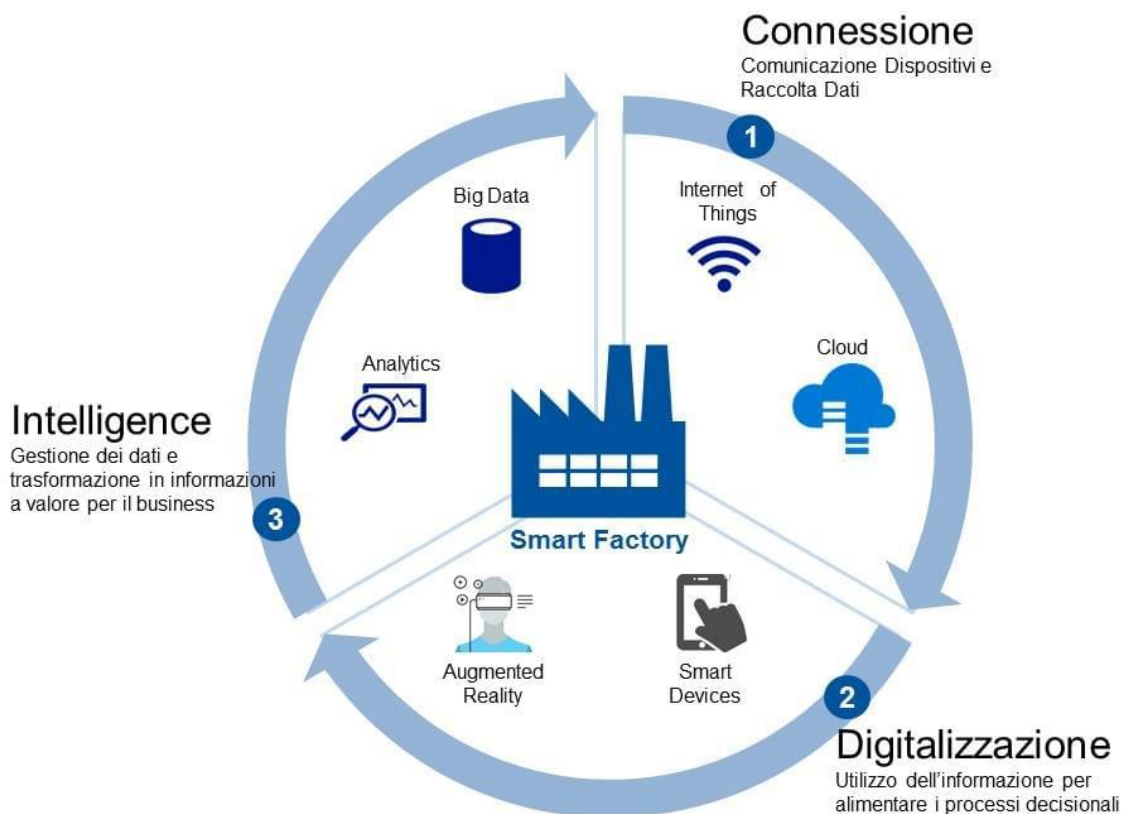 Connessione
Comunicazione Dispositivi e
Raccolta Dati
1
Internet of
Things
Cloud
Big Data
Analytics
Intelligence
Gestione dei dati e
trasformazione in informazioni
a valore per il business
3
Smart Factory
Augmented
Reality
Smart
Devices
2
Digitalizzazione
Utilizzo dell'informazione per
alimentare i processi decisionali